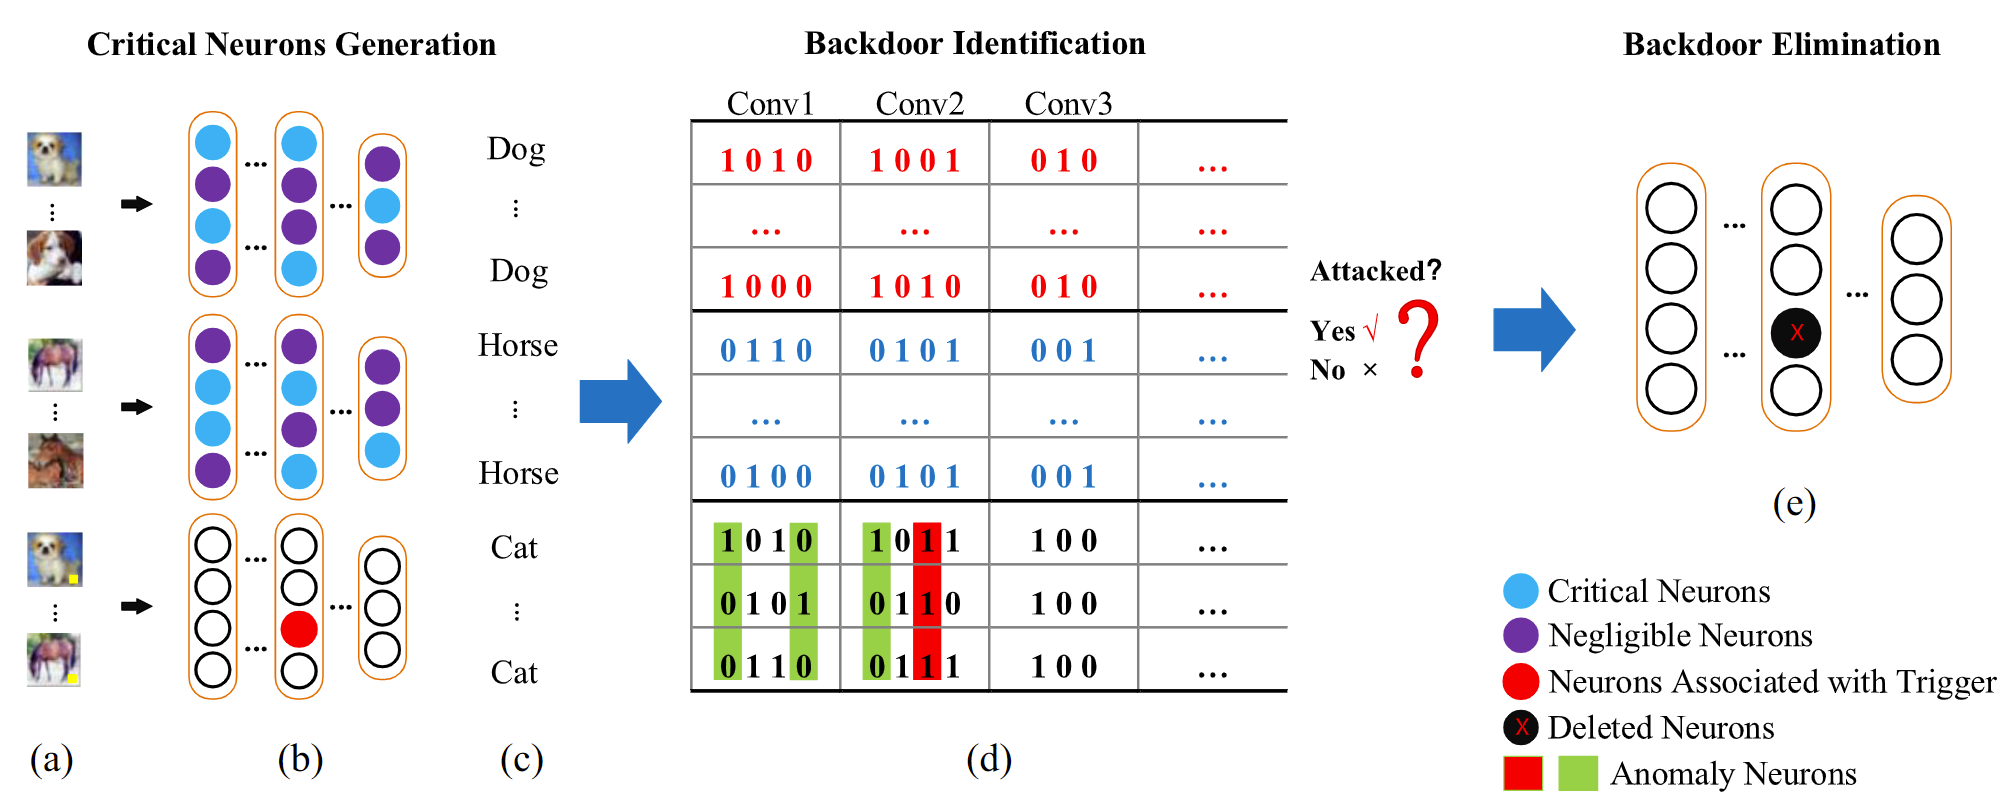 Critical Neurons Generation
Backdoor Identification
Backdoor Elimination
Conv1 Conv2 Conv3
Dog
1 0 1 0 1 0 0 1 0 1 0 ...
... ... ... ...
Dog
1 0 0 0 1 0 1 0 0 1 0 ...
Horse
0 1 1 0 0 1 0 1 0 0 1 ...
... ... ... ...
Horse
0 1 0 0 0 1 0 1 0 0 1 ...
Cat
1 0 1 0 1 0 1 1 1 0 0 ...
0 1 0 1 0 1 1 0 1 0 0 ...
Cat
0 1 1 0 0 1 1 1 1 0 0 ...
Attacked?
Yes √
No ×
?
X
(a) (b) (c) (d) (e)
Critical Neurons
Negligible Neurons
Neurons Associated with Trigger
X Deleted Neurons
Anomaly Neurons